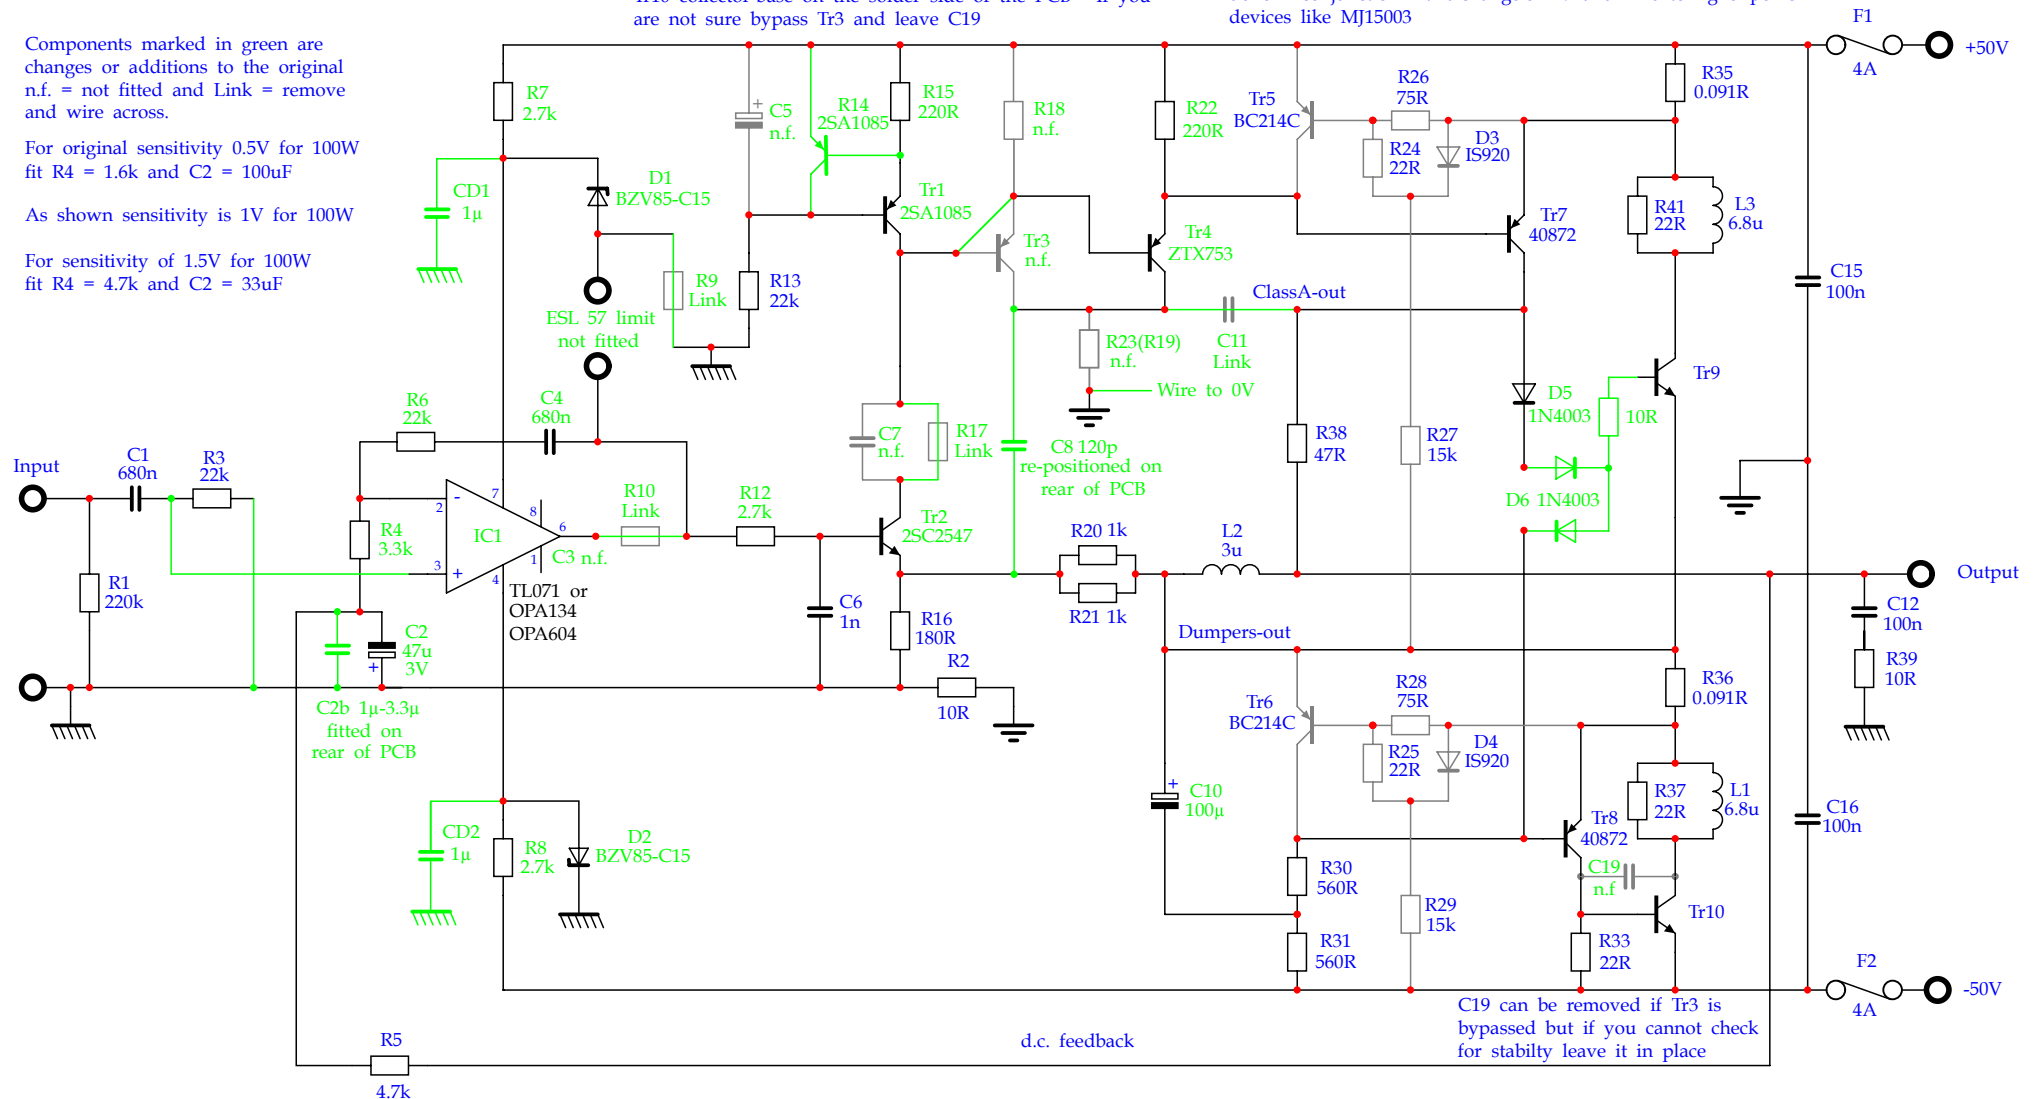 are not sure bypass Tr3 and leave C19
devices like MJ15003
Components marked in green are
changes or additions to the original
n.f. = not fitted and Link = remove
and wire across.
For original sensitivity 0.5V for 100W
fit R4 = 1.6k and C2 = 100uF
As shown sensitivity is 1V for 100W
For sensitivity of 1.5V for 100W
fit R4 = 4.7k and C2 = 33uF
F1
+50V
4A
R7
2.7k
C5
+
n.f.
R14
2SA1085
R15
220R
R18
n.f.
R22
220R
Tr5
BC214C
R26
75R
R24
22R
D3
IS920
R35
0.091R
CD1
1µ
D1
BZV85-C15
Tr1
2SA1085
Tr3
n.f.
Tr4
ZTX753
Tr7
40872
R41
22R
L3
6.8u
R9
Link
R13
22k
C15
100n
ESL 57 limit
not fitted
ClassA-out
R23(R19)
n.f.
C11
Link
Wire to 0V
Tr9
D5
1N4003
10R
R6
22k
C4
680n
C7
n.f.
R17
Link
C8 120p
re-positioned on
rear of PCB
R38
47R
R27
15k
D6 1N4003
Input
C1
680n
R3
22k
R1
220k
R4
3.3k
-
2
7
8
IC1
6
3
+
4
1
C3 n.f.
TL071 or
OPA134
OPA604
R10
Link
R12
2.7k
Tr2
2SC2547
C6
1n
R16
180R
R2
10R
R20 1k
R21 1k
L2
3u
Output
C12
100n
R39
10R
Dumpers-out
C2
47u
3V
+
C2b 1µ-3.3µ
fitted on
rear of PCB
Tr6
BC214C
R28
75R
R25
22R
D4
IS920
R36
0.091R
C10
+
100µ
Tr8
40872
R37
22R
L1
6.8u
C16
100n
CD2
1µ
R8
2.7k
D2
BZV85-C15
R30
560R
C19
n.f
R29
15k
Tr10
R31
560R
R33
22R
F2
-50V
4A
C19 can be removed if Tr3 is
bypassed but if you cannot check
for stabilty leave it in place
d.c. feedback
R5
4.7k